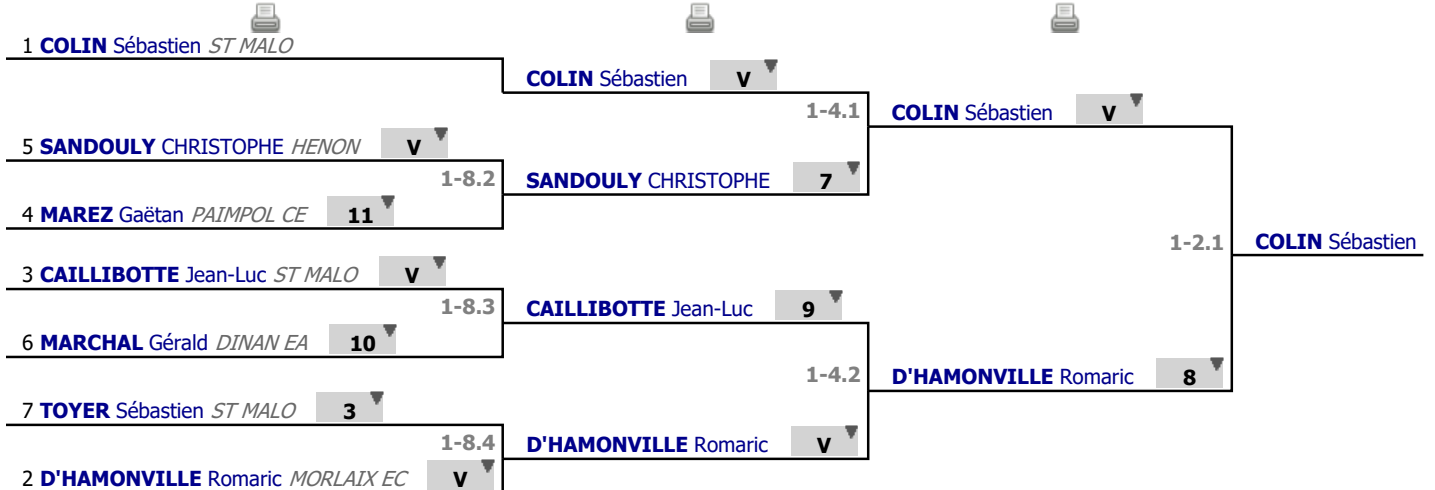 1 COLIN Sébastien ST MALO
5 SANDOULY CHRISTOPHE HENON V
1-8.2
4 MAREZ Gaëtan PAIMPOL CE 11
3 CAILLIBOTTE Jean-Luc ST MALO V
1-8.3
6 MARCHAL Gérald DINAN EA 10
7 TOYER Sébastien ST MALO 3
1-8.4
2 D'HAMONVILLE Romaric MORLAIX EC V
COLIN Sébastien V
1-4.1
SANDOULY CHRISTOPHE 7
CAILLIBOTTE Jean-Luc 9
1-4.2
D'HAMONVILLE Romaric V
COLIN Sébastien V
1-2.1
D'HAMONVILLE Romaric 8
COLIN Sébastien